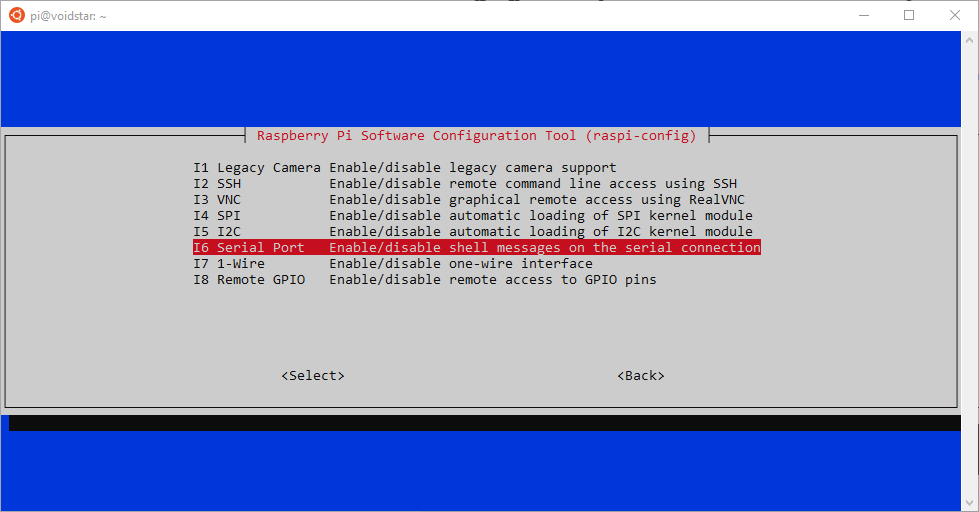 pi@voidstar: ~
Raspberry Pi Software Configuration Tool (raspi-config)
I1 Legacy Camera Enable/disable legacy camera support
I2 SSH Enable/disable remote command line access using SSH
I3 VNC Enable/disable graphical remote access using RealVNC
I4 SPI Enable/disable automatic loading of SPI kernel module
I5 I2C Enable/disable automatic loading of I2C kernel module
I6 Serial Port Enable/disable shell messages on the serial connection
I7 1-Wire Enable/disable one-wire interface
I8 Remote GPIO Enable/disable remote access to GPIO pins
<Select> <Back>